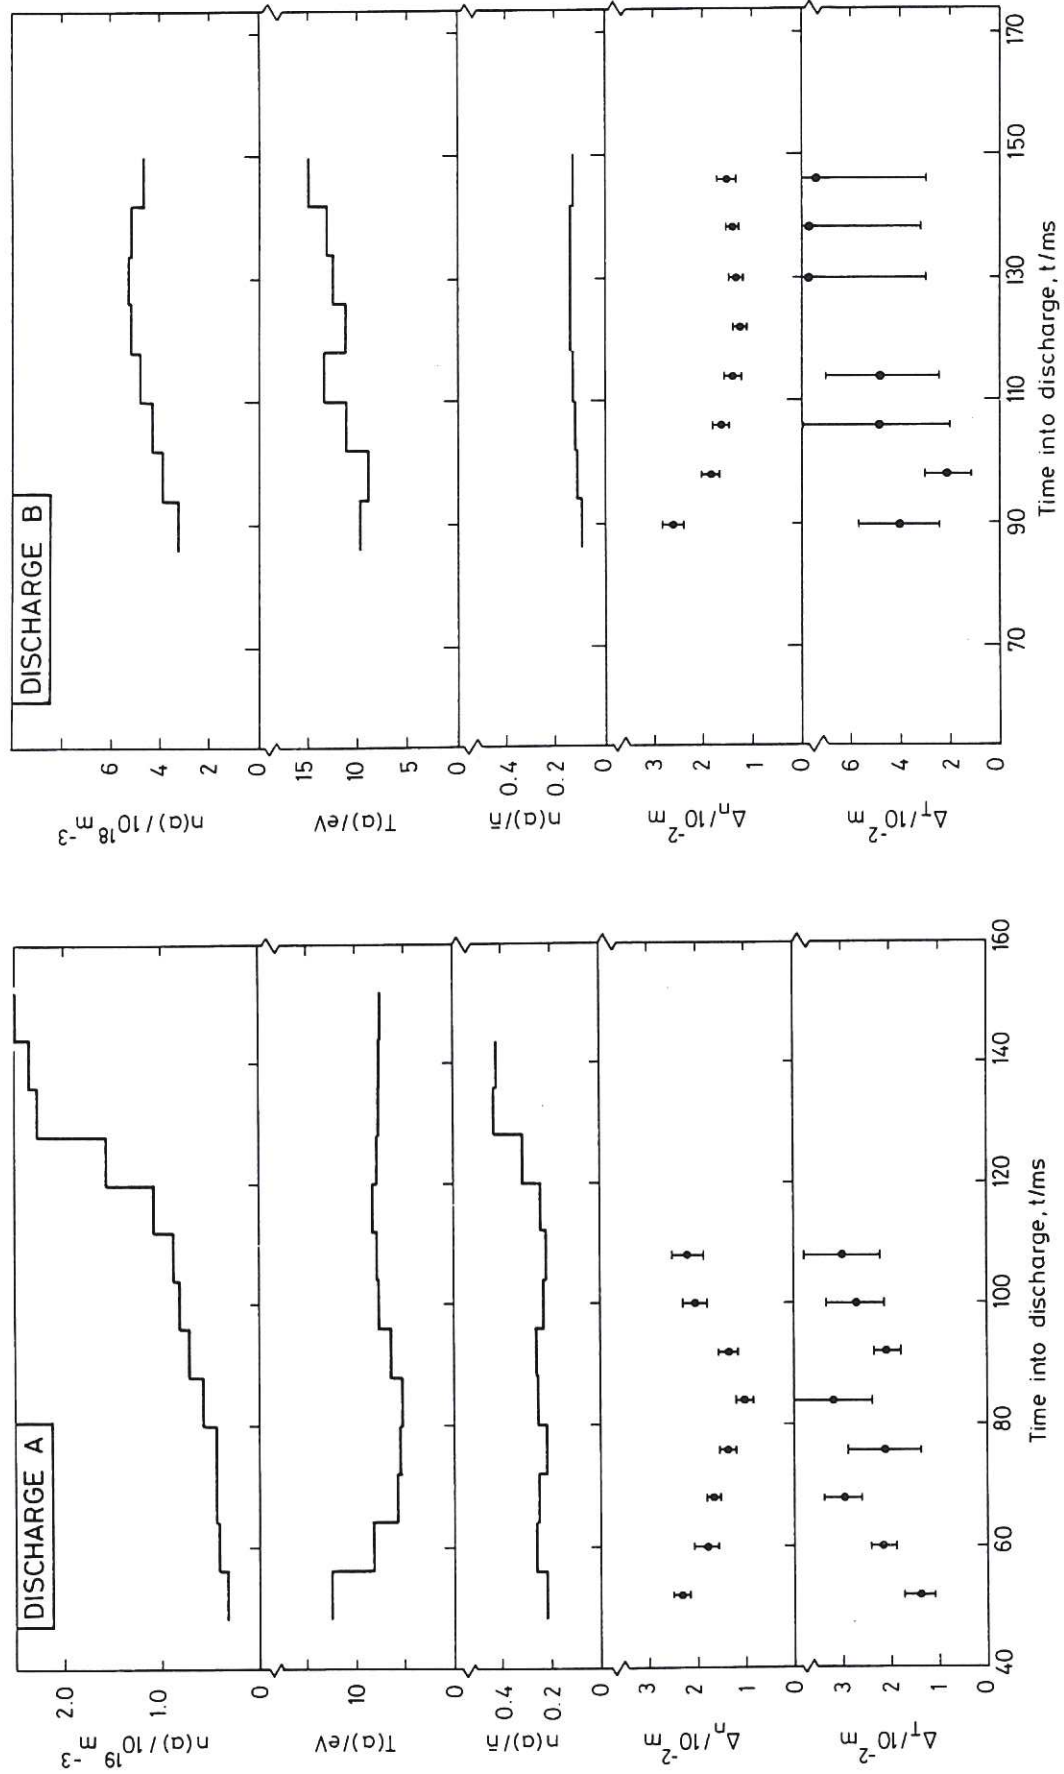 DISCHARGE A
n(a)/10^19 m^-3
2.0
1.0
0
T(a)/eV
10
0
n(a)/n̄
0.4
0.2
0
Δn/10^-2 m
3
2
1
0
ΔT/10^-2 m
3
2
1
0
40 60 80 100 120 140 160
Time into discharge, t/ms
DISCHARGE B
n(a)/10^18 m^-3
6
4
2
0
T(a)/eV
15
10
5
0
n(a)/n̄
0.4
0.2
0
Δn/10^-2 m
3
2
1
0
ΔT/10^-2 m
6
4
2
0
70 90 110 130 150 170
Time into discharge, t/ms